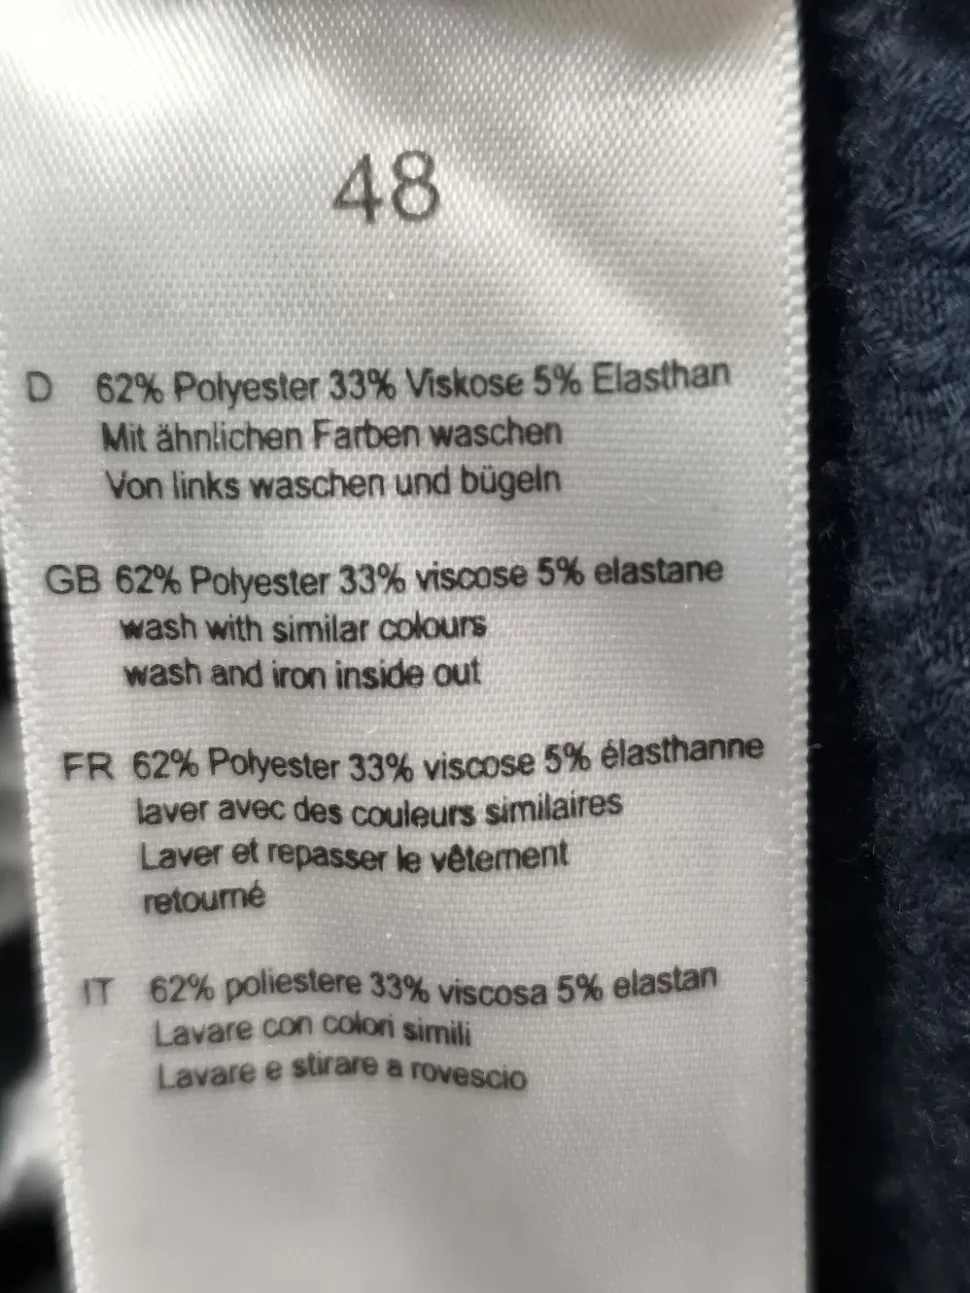 48
D 62% Polyester 33% Viskose 5% Elasthan
Mit ähnlichen Farben waschen
Von links waschen und bügeln
GB 62% Polyester 33% viscose 5% elastane
wash with similar colours
wash and iron inside out
FR 62% Polyester 33% viscose 5% élasthanne
laver avec des couleurs similaires
Laver et repasser le vêtement
retourné
IT 62% poliestere 33% viscosa 5% elastan
Lavare con colori simili
Lavare e stirare a rovescio